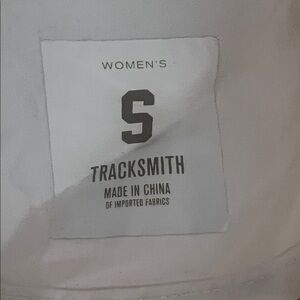 WOMEN'S
S
TRACKSMITH
MADE IN CHINA
OF IMPORTED FABRICS